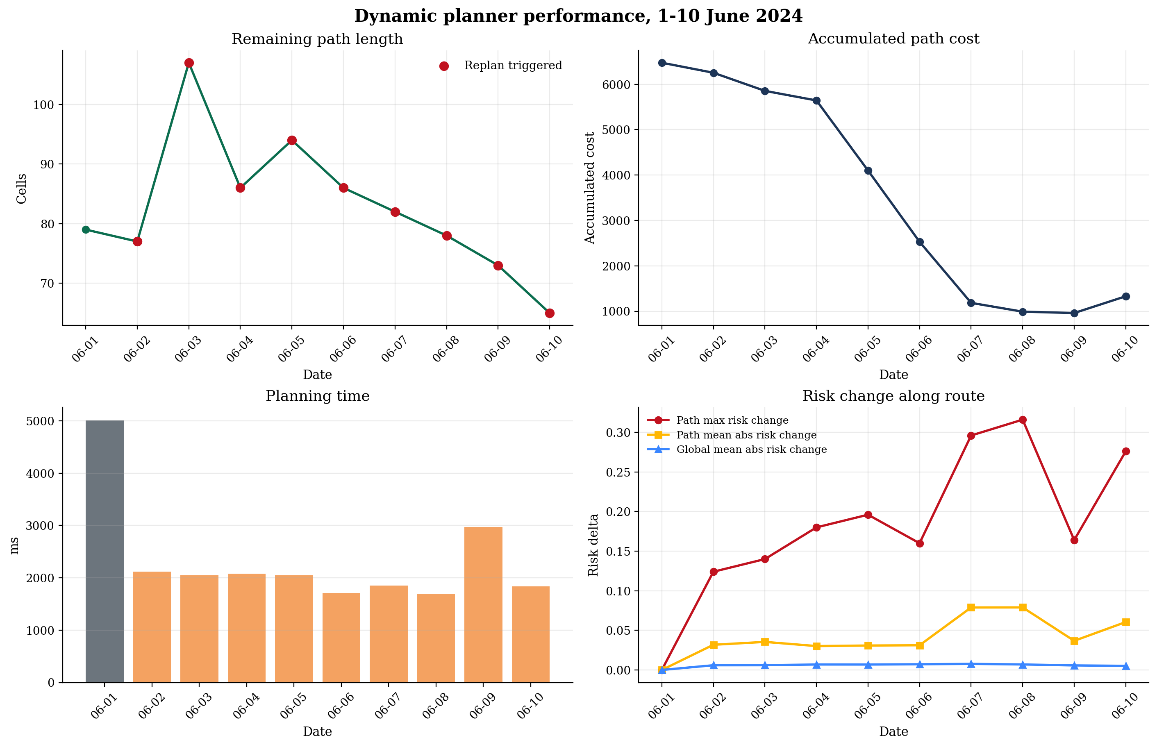 Dynamic planner performance, 1-10 June 2024
Remaining path length
Replan triggered
Cells
100
90
80
70
06-01 06-02 06-03 06-04 06-05 06-06 06-07 06-08 06-09 06-10
Date
Accumulated path cost
Accumulated cost
6000
5000
4000
3000
2000
1000
06-01 06-02 06-03 06-04 06-05 06-06 06-07 06-08 06-09 06-10
Date
Planning time
ms
5000
4000
3000
2000
1000
0
06-01 06-02 06-03 06-04 06-05 06-06 06-07 06-08 06-09 06-10
Date
Risk change along route
Path max risk change
Path mean abs risk change
Global mean abs risk change
Risk delta
0.30
0.25
0.20
0.15
0.10
0.05
0.00
06-01 06-02 06-03 06-04 06-05 06-06 06-07 06-08 06-09 06-10
Date